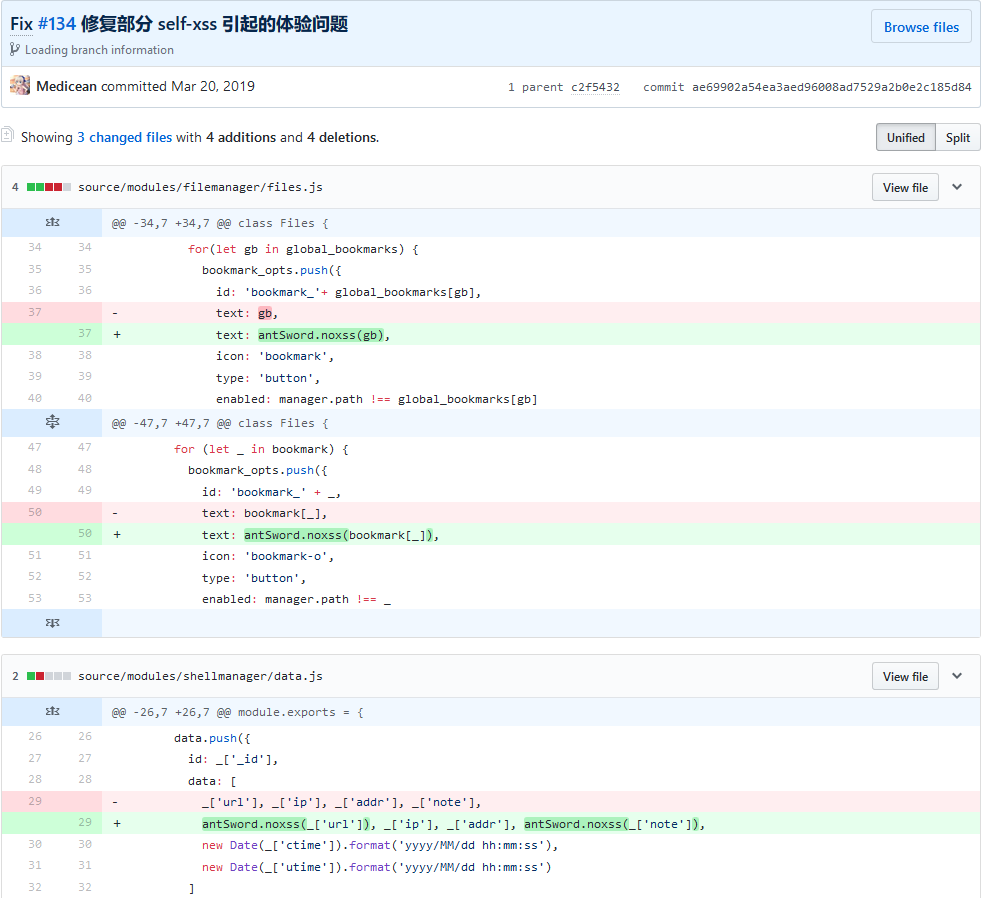 Fix #134 修复部分 self-xss 引起的体验问题
Browse files
Loading branch information
Medicean committed Mar 20, 2019
1 parent c2f5432 commit ae69902a54ea3aed96008ad7529a2b0e2c185d84
Showing 3 changed files with 4 additions and 4 deletions.
Unified Split
4 source/modules/filemanager/files.js
View file
@@ -34,7 +34,7 @@ class Files {
34 34 for(let gb in global_bookmarks) {
35 35 bookmark_opts.push({
36 36 id: 'bookmark_'+ global_bookmarks[gb],
37 - text: gb,
37 + text: antSword.noxss(gb),
38 38 icon: 'bookmark',
39 39 type: 'button',
40 40 enabled: manager.path !== global_bookmarks[gb]
@@ -47,7 +47,7 @@ class Files {
47 47 for (let _ in bookmark) {
48 48 bookmark_opts.push({
49 49 id: 'bookmark_' + _,
50 - text: bookmark[_],
50 + text: antSword.noxss(bookmark[_]),
51 51 icon: 'bookmark-o',
52 52 type: 'button',
53 53 enabled: manager.path !== _
2 source/modules/shellmanager/data.js
View file
@@ -26,7 +26,7 @@ module.exports = {
26 26 data.push({
27 27 id: _['_id'],
28 28 data: [
29 - _['url'], _['ip'], _['addr'], _['note'],
29 + antSword.noxss(_['url']), _['ip'], _['addr'], antSword.noxss(_['note']),
30 30 new Date(_['ctime']).format('yyyy/MM/dd hh:mm:ss'),
31 31 new Date(_['utime']).format('yyyy/MM/dd hh:mm:ss')
32 32 ]